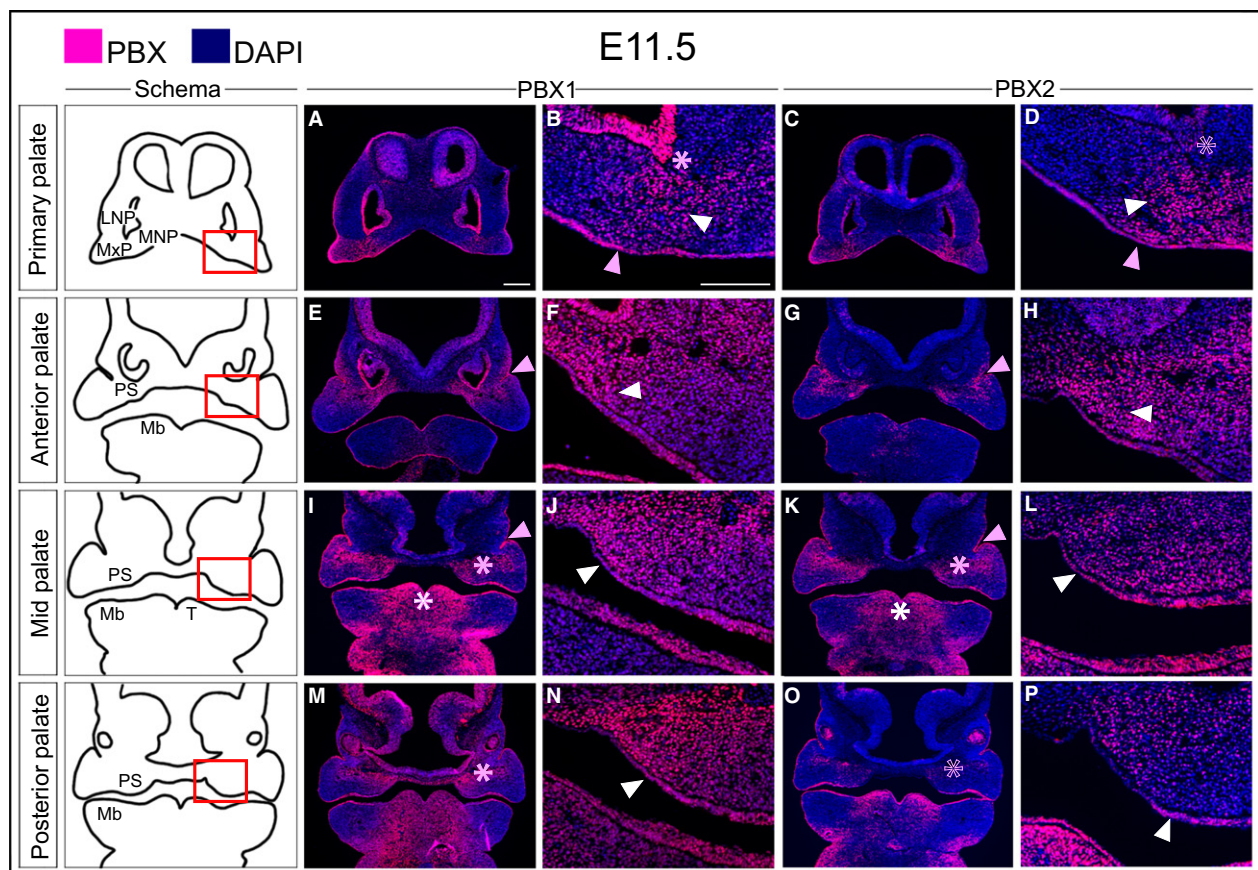 E11.5
PBX DAPI
Schema PBX1 PBX2
Primary palate
LNP
MxP MNP
A B C D
*
*
Anterior palate
PS
Mb
E F G H
Mid palate
PS
Mb T
I J K L
* *
* *
Posterior palate
PS
Mb
M N O P
* *